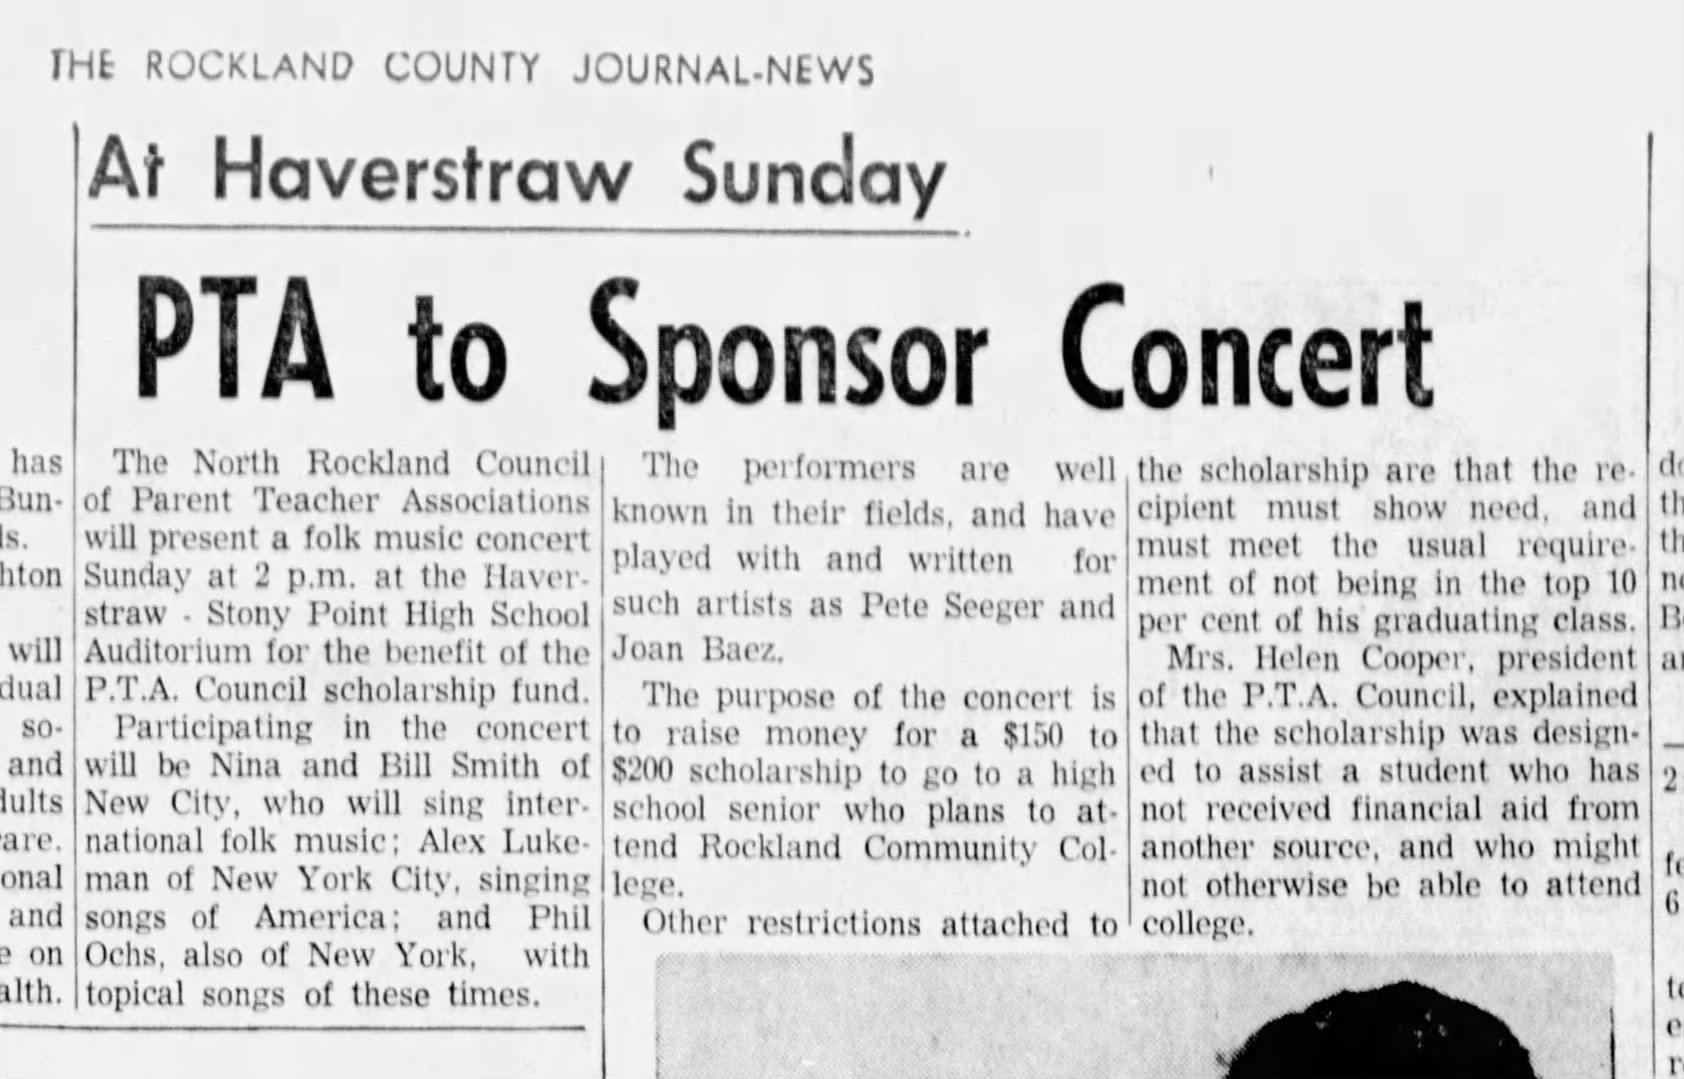 THE ROCKLAND COUNTY JOURNAL-NEWS
At Haverstraw Sunday
PTA to Sponsor Concert
The North Rockland Council
of Parent Teacher Associations
will present a folk music concert
Sunday at 2 p.m. at the Haver-
straw - Stony Point High School
Auditorium for the benefit of the
P.T.A. Council scholarship fund.
Participating in the concert
will be Nina and Bill Smith of
New City, who will sing inter-
national folk music; Alex Luke-
man of New York City, singing
songs of America; and Phil
Ochs, also of New York, with
topical songs of these times.
The performers are well
known in their fields, and have
played with and written for
such artists as Pete Seeger and
Joan Baez.
The purpose of the concert is
to raise money for a $150 to
$200 scholarship to go to a high
school senior who plans to at-
tend Rockland Community Col-
lege.
Other restrictions attached to
the scholarship are that the re-
cipient must show need, and
must meet the usual require-
ment of not being in the top 10
per cent of his graduating class.
Mrs. Helen Cooper, president
of the P.T.A. Council, explained
that the scholarship was design-
ed to assist a student who has
not received financial aid from
another source, and who might
not otherwise be able to attend
college.
has
Bun-
hton
will
dual
so-
and
onal
and
on